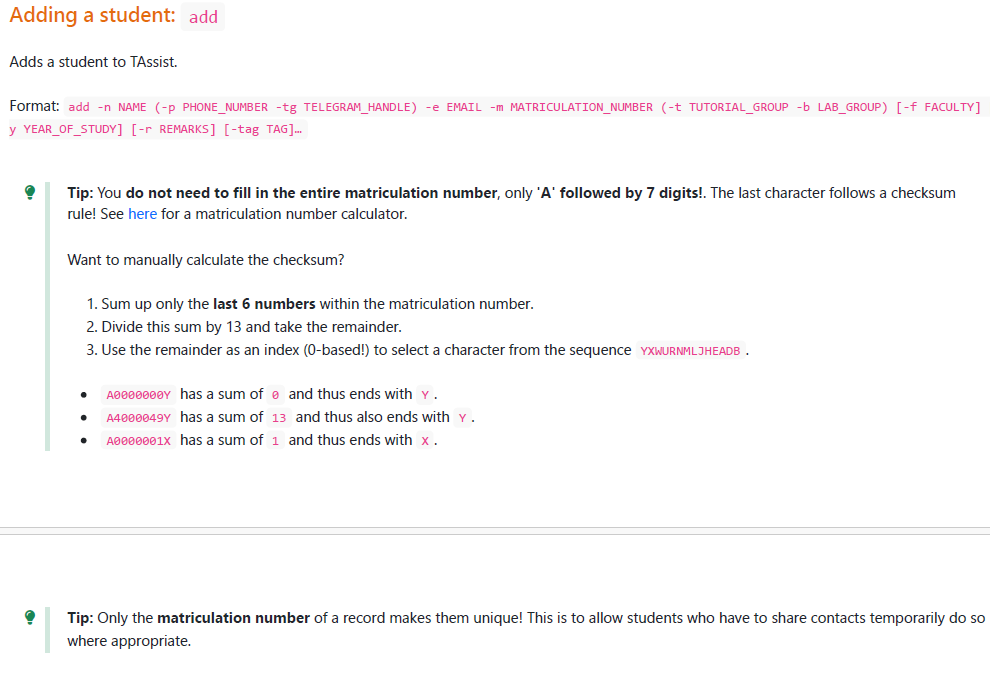 Adding a student: add
Adds a student to TAssist.
Format: add -n NAME (-p PHONE_NUMBER -tg TELEGRAM_HANDLE) -e EMAIL -m MATRICULATION_NUMBER (-t TUTORIAL_GROUP -b LAB_GROUP) [-f FACULTY]
y YEAR_OF_STUDY] [-r REMARKS] [-tag TAG]…
Tip: You do not need to fill in the entire matriculation number, only 'A' followed by 7 digits!. The last character follows a checksum
rule! See here for a matriculation number calculator.
Want to manually calculate the checksum?
1. Sum up only the last 6 numbers within the matriculation number.
2. Divide this sum by 13 and take the remainder.
3. Use the remainder as an index (0-based!) to select a character from the sequence YXWURNMLJHEADB .
• A0000000Y has a sum of 0 and thus ends with Y .
• A4000049Y has a sum of 13 and thus also ends with Y .
• A0000001X has a sum of 1 and thus ends with X .
Tip: Only the matriculation number of a record makes them unique! This is to allow students who have to share contacts temporarily do so
where appropriate.